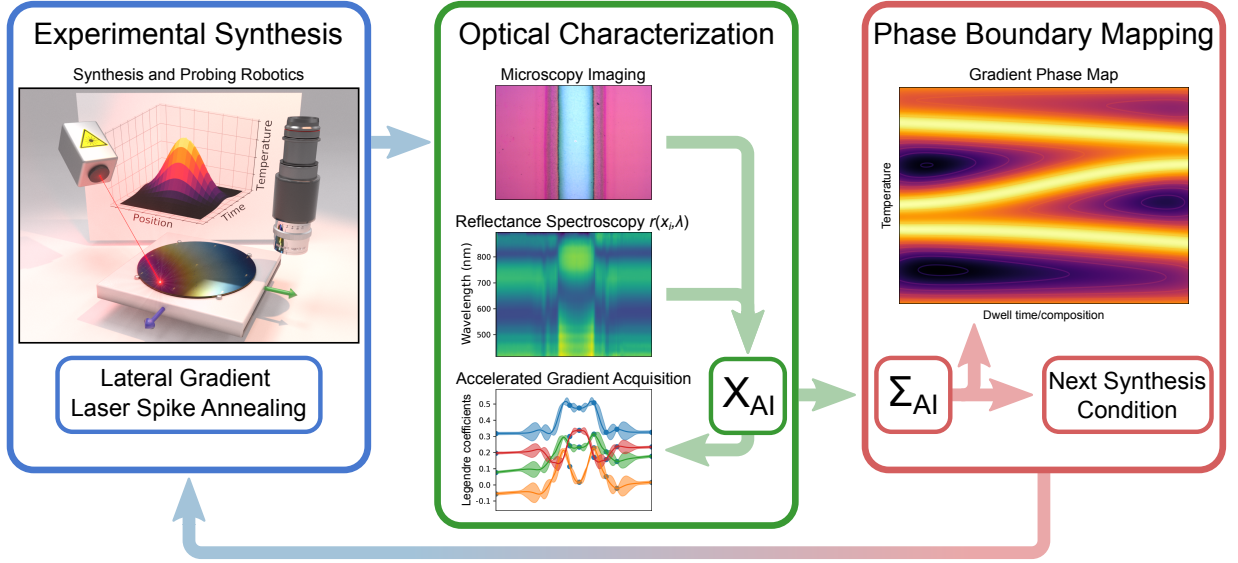 Experimental Synthesis
Synthesis and Probing Robotics
Temperature
Time
Position
Lateral Gradient
Laser Spike Annealing
Optical Characterization
Microscopy Imaging
Reflectance Spectroscopy r(xᵢ,λ)
Wavelength (nm)
800
700
600
500
Accelerated Gradient Acquisition
Legendre coefficients
0.5
0.4
0.3
0.2
0.1
0.0
-0.1
X_AI
Phase Boundary Mapping
Gradient Phase Map
Temperature
Dwell time/composition
Σ_AI
Next Synthesis
Condition